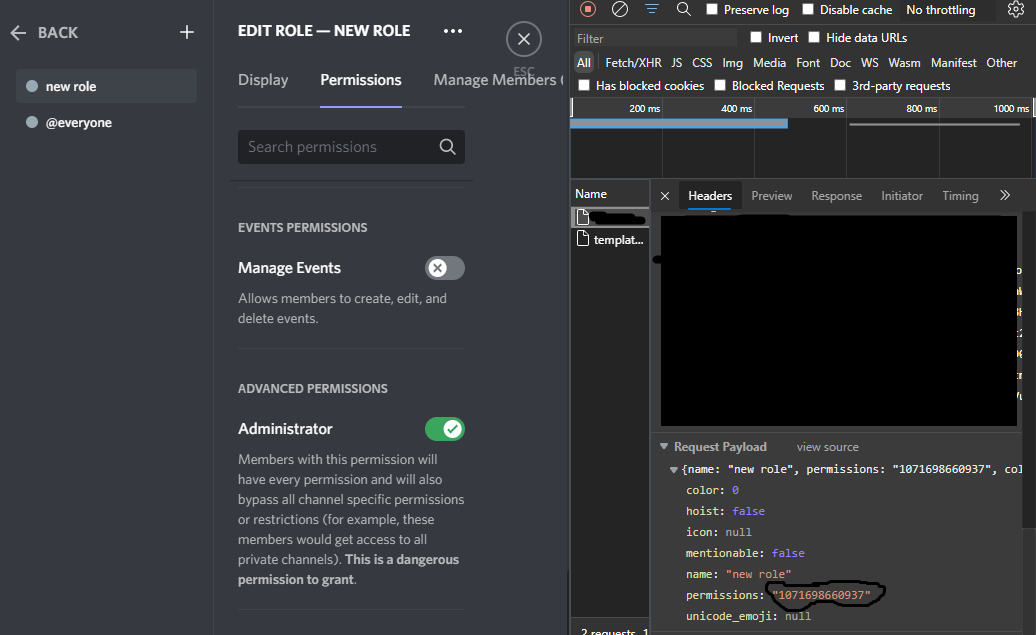 BACK
new role
@everyone
EDIT ROLE — NEW ROLE
ESC
Display Permissions Manage Members
Search permissions
EVENTS PERMISSIONS
Manage Events
Allows members to create, edit, and
delete events.
ADVANCED PERMISSIONS
Administrator
Members with this permission will
have every permission and will also
bypass all channel specific permissions
or restrictions (for example, these
members would get access to all
private channels). This is a dangerous
permission to grant.
Preserve log Disable cache No throttling
Filter Invert Hide data URLs
All Fetch/XHR JS CSS Img Media Font Doc WS Wasm Manifest Other
Has blocked cookies Blocked Requests 3rd-party requests
200 ms 400 ms 600 ms 800 ms 1000 ms
Name
templat...
Headers Preview Response Initiator Timing
Request Payload view source
{name: "new role", permissions: "1071698660937", col
color: 0
hoist: false
icon: null
mentionable: false
name: "new role"
permissions: "1071698660937"
unicode_emoji: null
2 requests